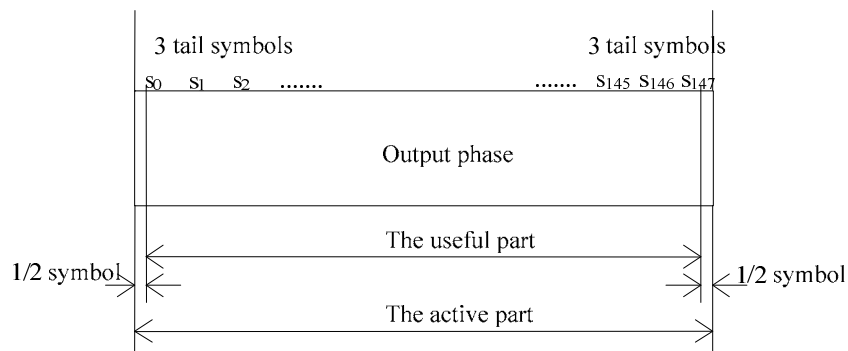 3 tail symbols 3 tail symbols
s0 s1 s2 ....... ....... s145 s146 s147
Output phase
The useful part
1/2 symbol 1/2 symbol
The active part